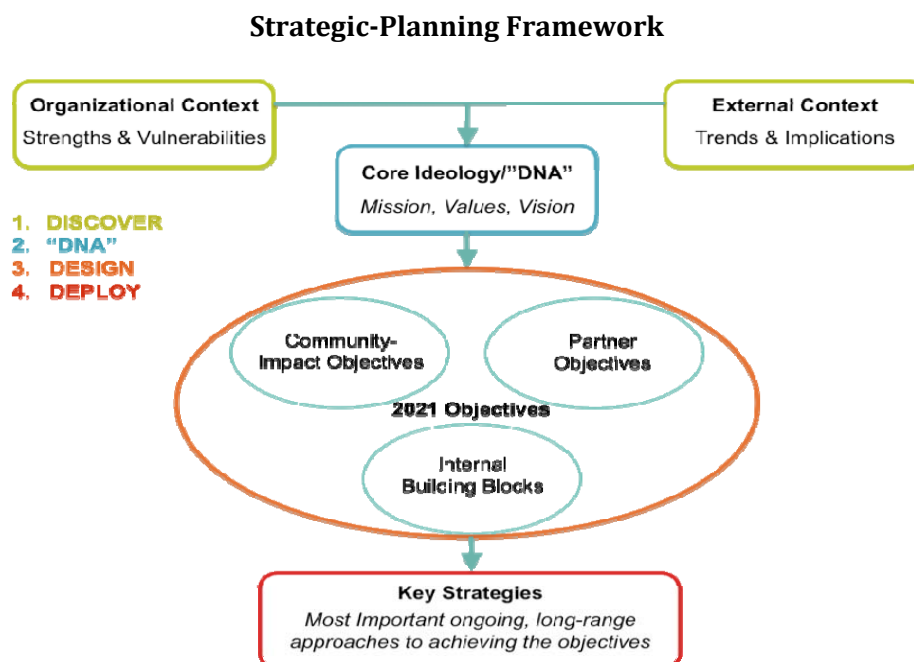 Strategic-Planning Framework
Organizational Context
Strengths & Vulnerabilities
External Context
Trends & Implications
Core Ideology/"DNA"
Mission, Values, Vision
1. DISCOVER
2. “DNA”
3. DESIGN
4. DEPLOY
Community-
Impact Objectives
Partner
Objectives
2021 Objectives
Internal
Building Blocks
Key Strategies
Most Important ongoing, long-range
approaches to achieving the objectives